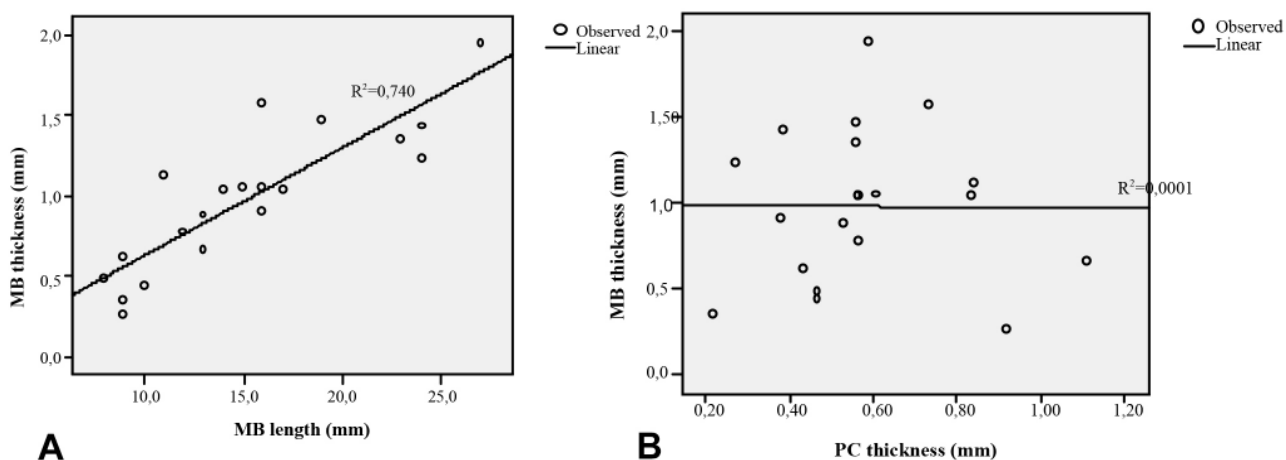 2,0
1,5
1,0
0,5
0,0
MB thickness (mm)
R²=0,740
Observed
Linear
10,0 15,0 20,0 25,0
MB length (mm)
A
2,0
1,50
1,0
0,5
0,0
MB thickness (mm)
R²=0,0001
Observed
Linear
0,20 0,40 0,60 0,80 1,00 1,20
PC thickness (mm)
B